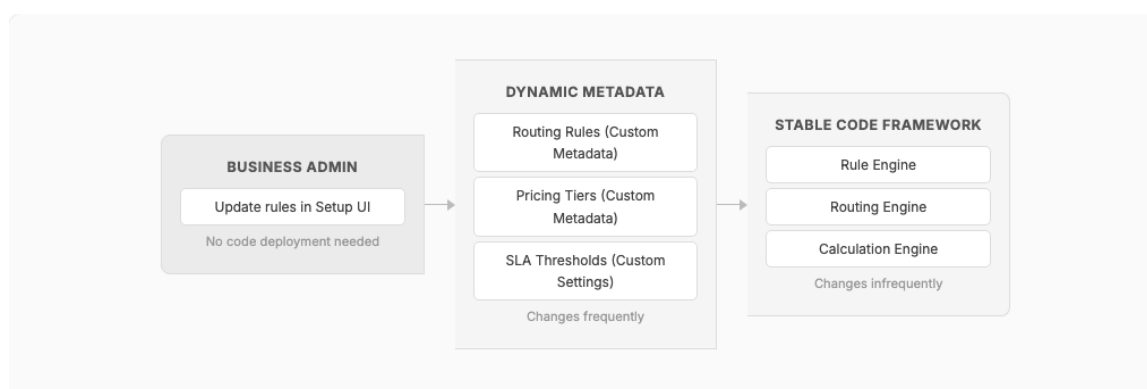 BUSINESS ADMIN
Update rules in Setup UI
No code deployment needed
DYNAMIC METADATA
Routing Rules (Custom
Metadata)
Pricing Tiers (Custom
Metadata)
SLA Thresholds (Custom
Settings)
Changes frequently
STABLE CODE FRAMEWORK
Rule Engine
Routing Engine
Calculation Engine
Changes infrequently